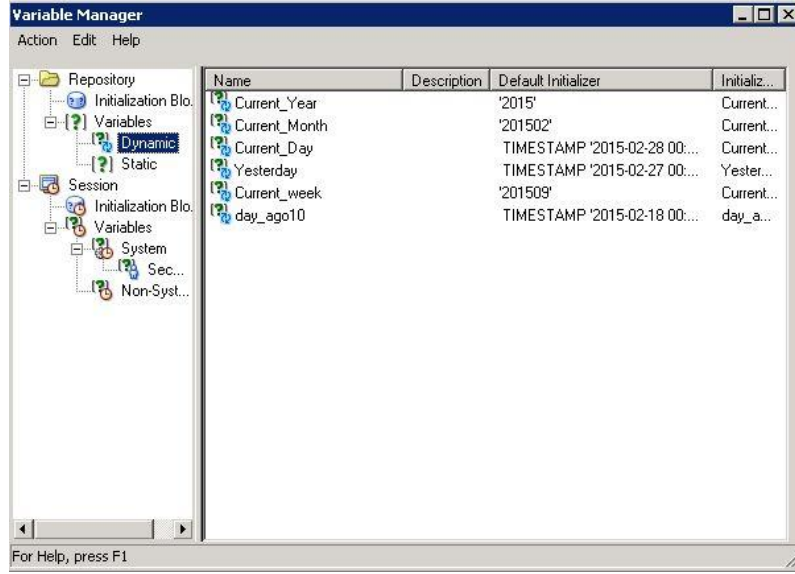 Variable Manager
Action Edit Help
Repository
Initialization Blo.
Variables
Dynamic
Static
Session
Initialization Blo.
Variables
System
Sec...
Non-Syst...
Name Description Default Initializer Initializ...
Current_Year '2015' Current...
Current_Month '201502' Current...
Current_Day TIMESTAMP '2015-02-28 00:... Current...
Yesterday TIMESTAMP '2015-02-27 00:... Yester...
Current_week '201509' Current...
day_ago10 TIMESTAMP '2015-02-18 00:... day_a...
For Help, press F1